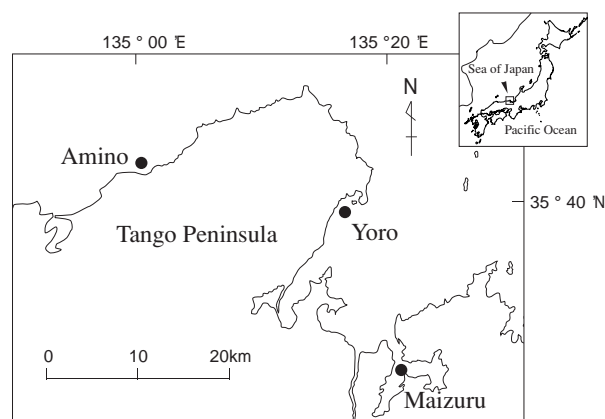 135 ° 00 'E
135 ° 20 'E
Sea of Japan
Pacific Ocean
N
Amino
35 ° 40 'N
Tango Peninsula
Yoro
0 10 20km
Maizuru